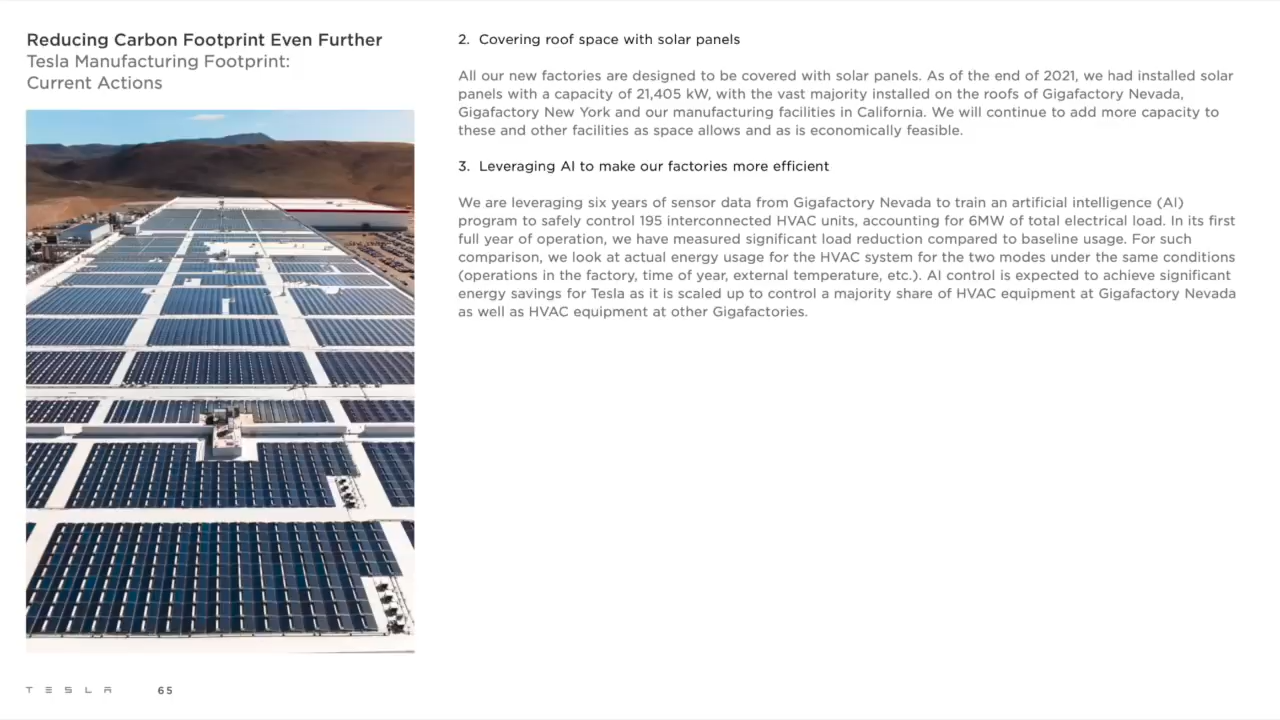 Reducing Carbon Footprint Even Further
Tesla Manufacturing Footprint:
Current Actions
2. Covering roof space with solar panels
All our new factories are designed to be covered with solar panels. As of the end of 2021, we had installed solar
panels with a capacity of 21,405 kW, with the vast majority installed on the roofs of Gigafactory Nevada,
Gigafactory New York and our manufacturing facilities in California. We will continue to add more capacity to
these and other facilities as space allows and as is economically feasible.
3. Leveraging AI to make our factories more efficient
We are leveraging six years of sensor data from Gigafactory Nevada to train an artificial intelligence (AI)
program to safely control 195 interconnected HVAC units, accounting for 6MW of total electrical load. In its first
full year of operation, we have measured significant load reduction compared to baseline usage. For such
comparison, we look at actual energy usage for the HVAC system for the two modes under the same conditions
(operations in the factory, time of year, external temperature, etc.). AI control is expected to achieve significant
energy savings for Tesla as it is scaled up to control a majority share of HVAC equipment at Gigafactory Nevada
as well as HVAC equipment at other Gigafactories.
TESLA 65